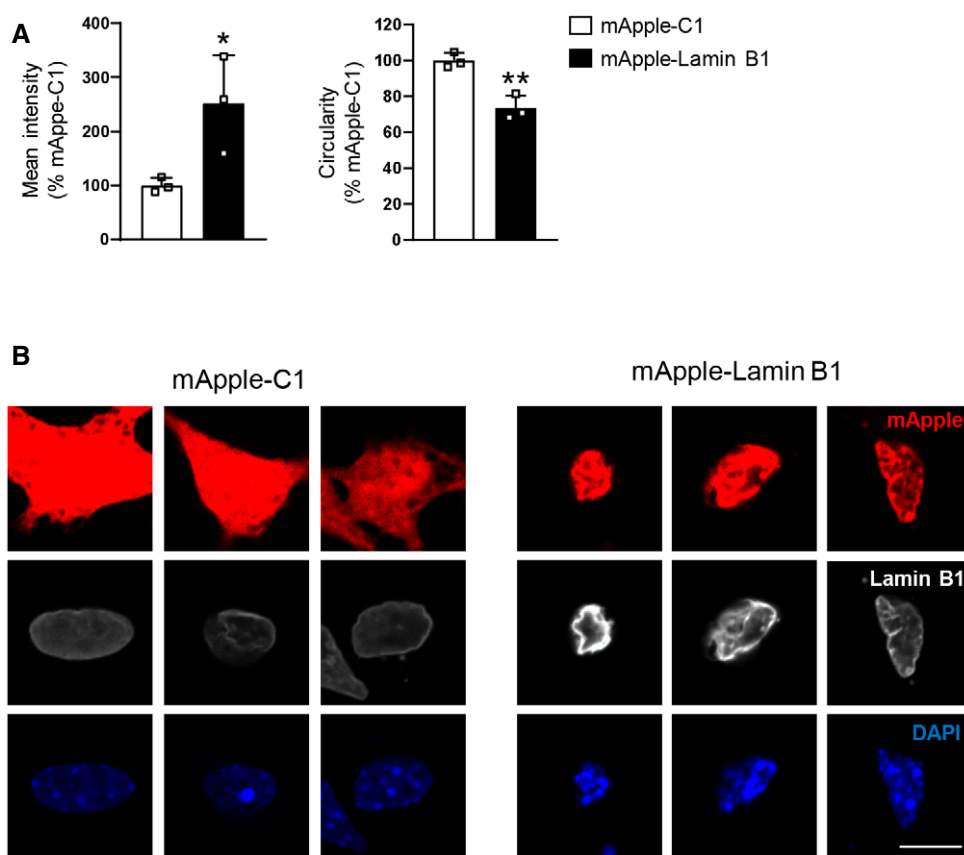 A
Mean intensity
(% mAppe-C1)
400
300
200
100
0
*
Circularity
(% mApple-C1)
120
100
80
60
40
20
0
**
mApple-C1
mApple-Lamin B1
B
mApple-C1
mApple-Lamin B1
mApple
Lamin B1
DAPI